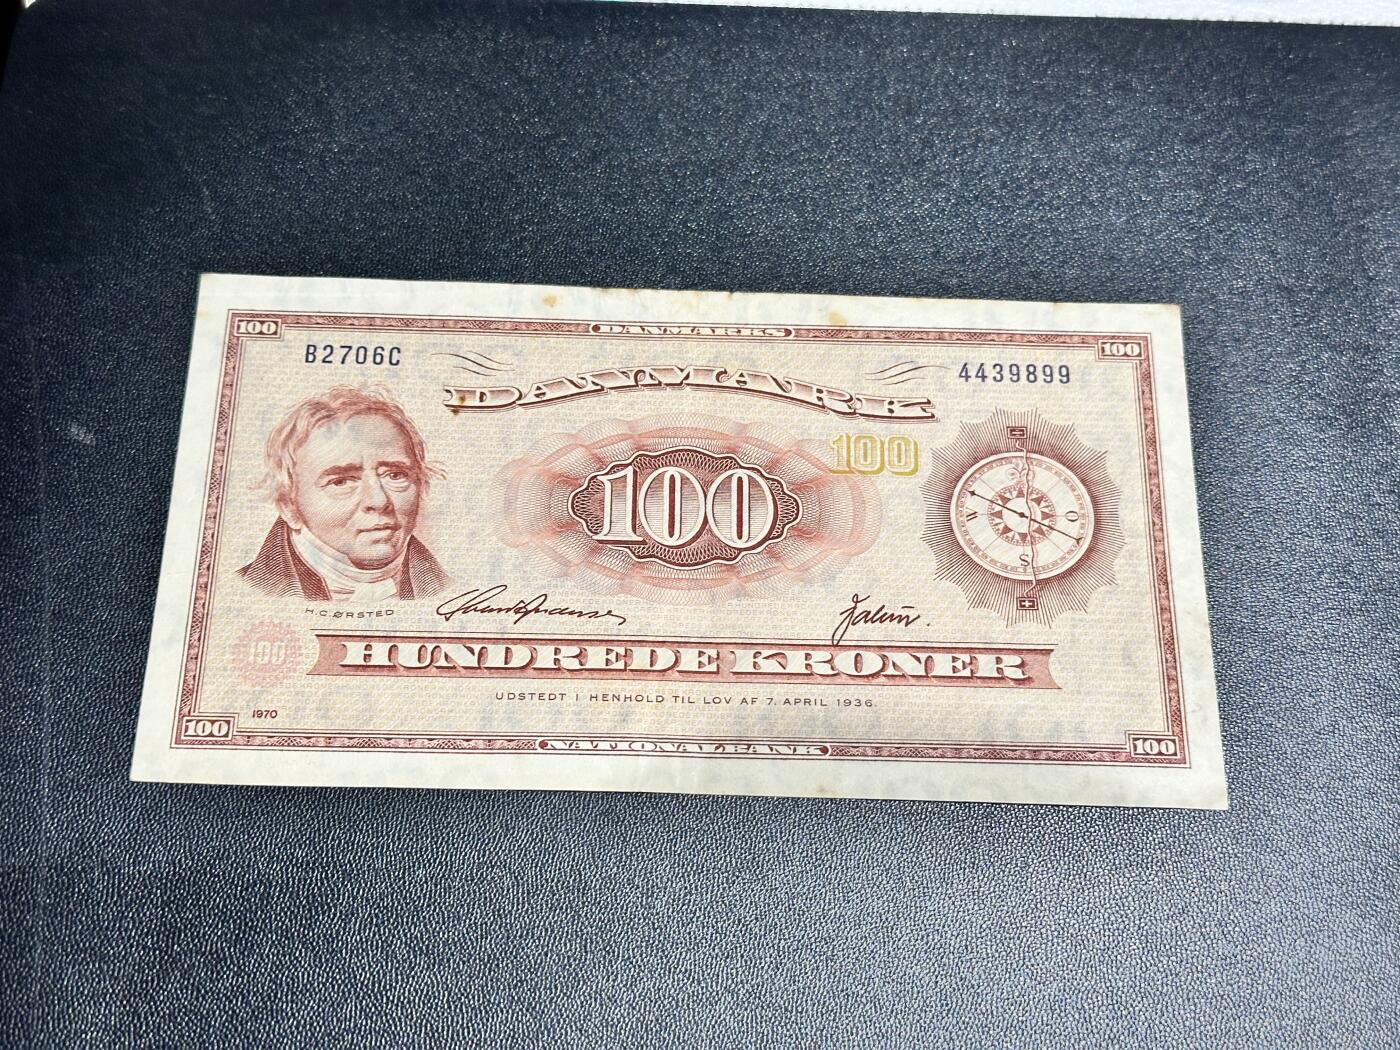 100 DANMARKS 100
B2706C 4439899
DANMARK
100
100
W O
S
H.C.ØRSTED
100
HUNDREDE KRONER
UDSTEDT I HENHOLD TIL LOV AF 7. APRIL 1936.
1970
100 NATIONALBANK 100